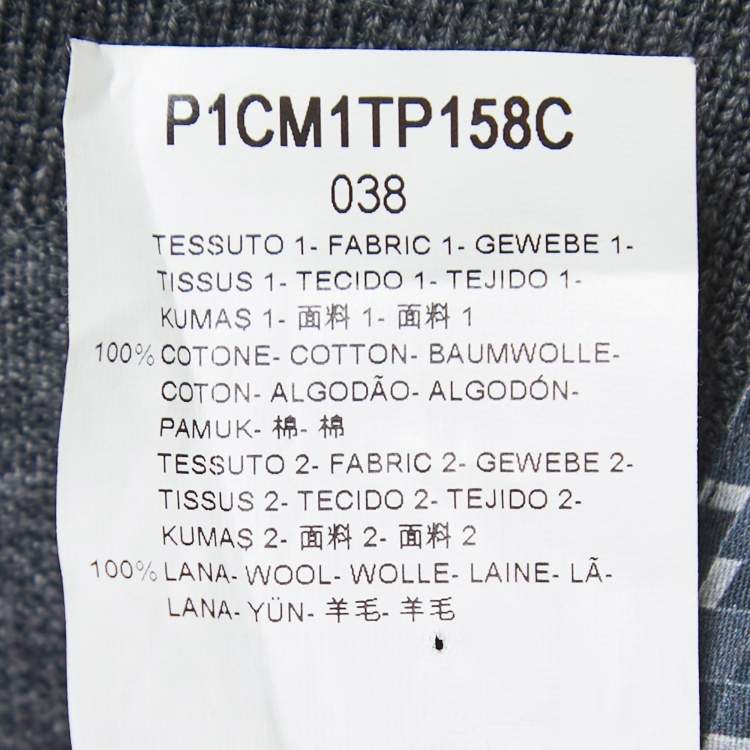 P1CM1TP158C
038
TESSUTO 1- FABRIC 1- GEWEBE 1-
TISSUS 1- TECIDO 1- TEJIDO 1-
KUMAŞ 1- 面料 1- 面料 1
100% COTONE- COTTON- BAUMWOLLE-
COTON- ALGODÃO- ALGODÓN-
PAMUK- 棉- 棉
TESSUTO 2- FABRIC 2- GEWEBE 2-
TISSUS 2- TECIDO 2- TEJIDO 2-
KUMAŞ 2- 面料 2- 面料 2
100% LANA- WOOL- WOLLE- LAINE- LÃ-
LANA- YÜN- 羊毛- 羊毛